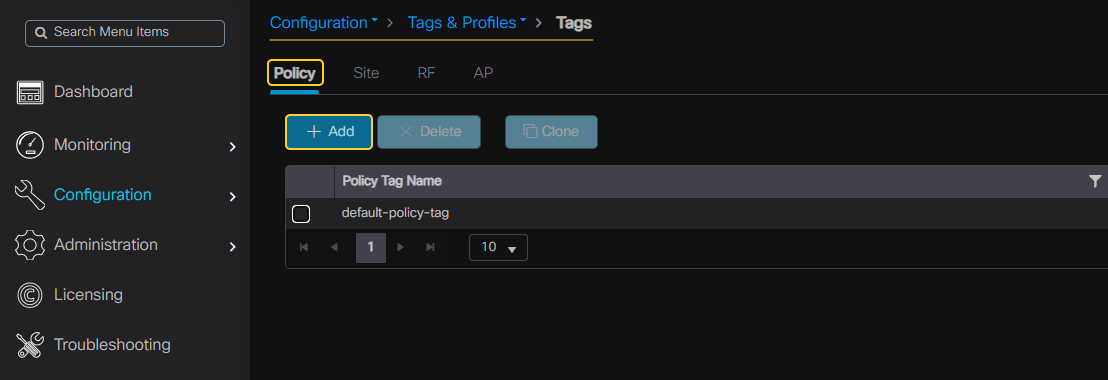 Search Menu Items
Dashboard
Monitoring
Configuration
Administration
Licensing
Troubleshooting
Configuration > Tags & Profiles > Tags
Policy Site RF AP
+ Add × Delete Clone
Policy Tag Name
default-policy-tag
1 10